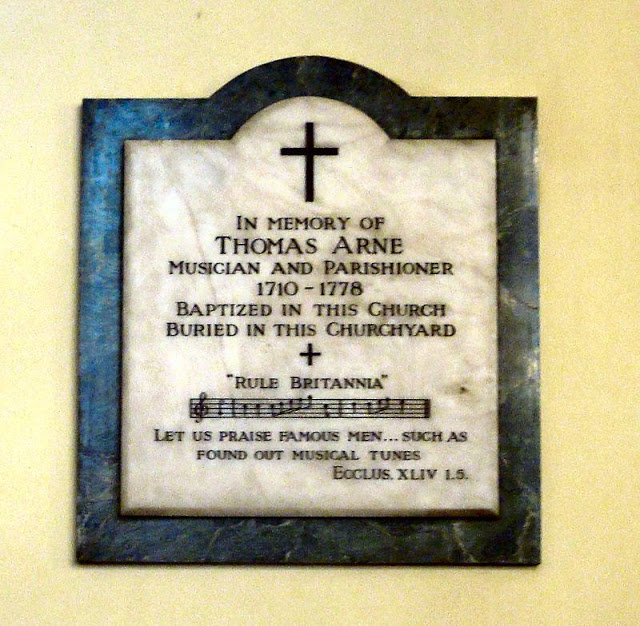 In memory of
Thomas Arne
Musician and Parishioner
1710 - 1778
Baptized in this Church
Buried in this Churchyard
"Rule Britannia"
Let us praise famous men... such as
found out musical tunes
Ecclus. XLIV 1.5.